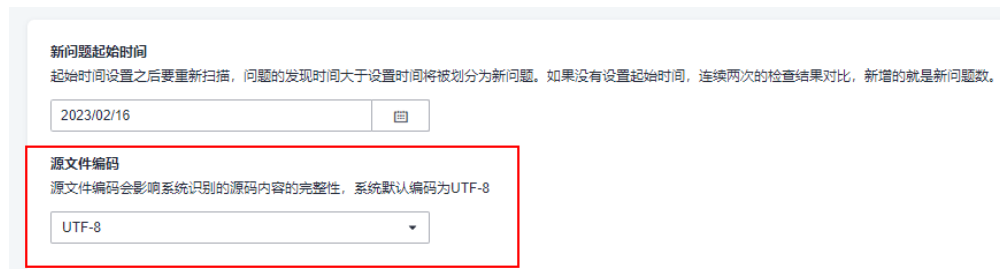 新问题起始时间
起始时间设置之后要重新扫描，问题的发现时间大于设置时间将被划分为新问题。如果没有设置起始时间，连续两次的检查结果对比，新增的就是新问题数。
2023/02/16
源文件编码
源文件编码会影响系统识别的源码内容的完整性，系统默认编码为UTF-8
UTF-8